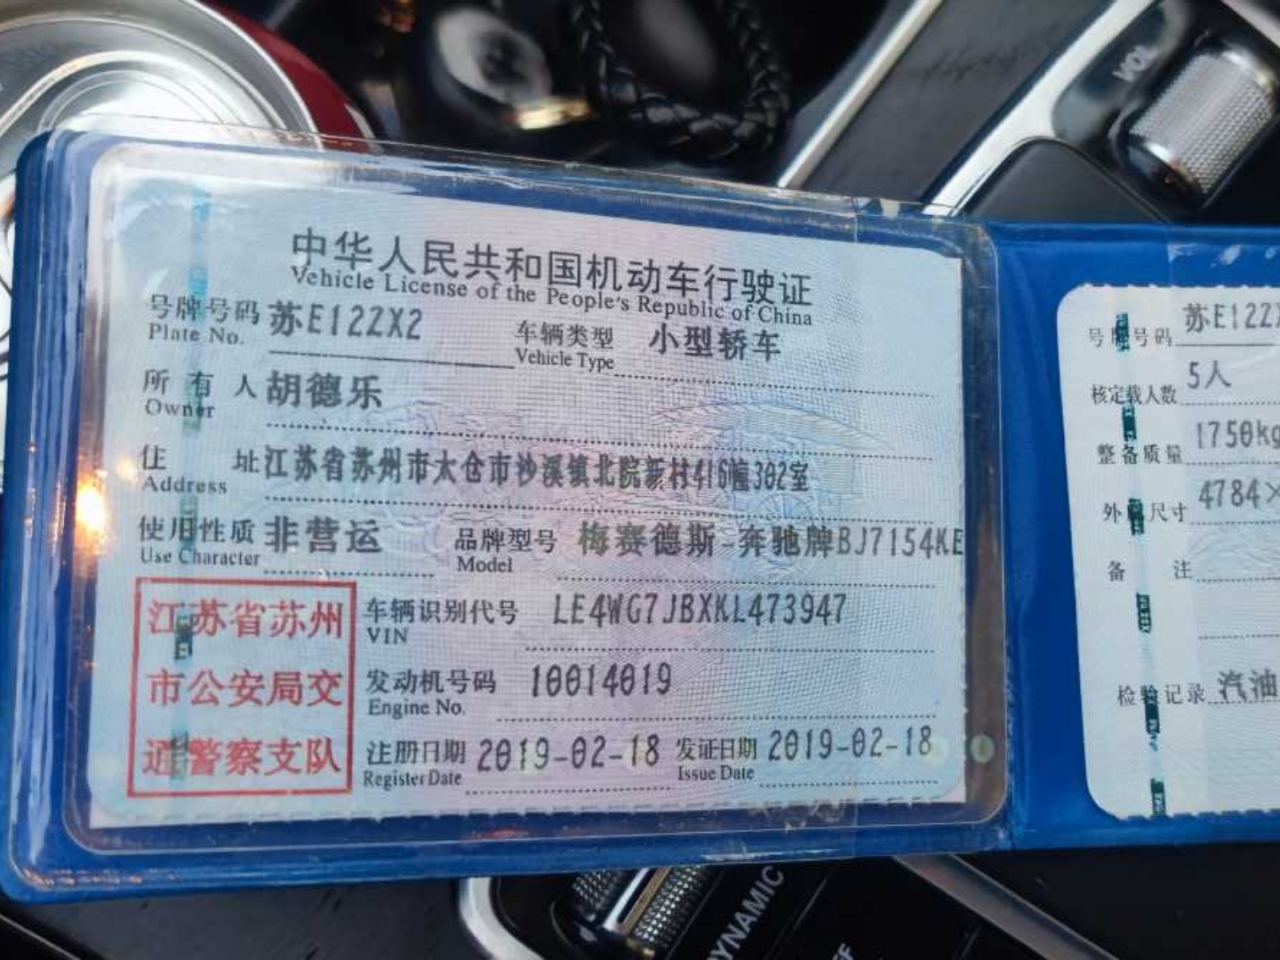 中华人民共和国机动车行驶证
Vehicle License of the People's Republic of China
号牌号码 苏E12ZX2 车辆类型 小型轿车
Plate No. Vehicle Type
所有人 胡德乐
Owner
住址 江苏省苏州市太仓市沙溪镇北院新村416幢302室
Address
使用性质 非营运 品牌型号 梅赛德斯-奔驰牌BJ7154KE
Use Character Model
江苏省苏州
市公安局交
通警察支队
车辆识别代号 LE4WG7JBXKL473947
VIN
发动机号码 10014019
Engine No.
注册日期 2019-02-18 发证日期 2019-02-18
Register Date Issue Date
号牌号码 苏E12Z
核定载人数 5人
整备质量 1750kg
外廓尺寸 4784×
备注
检验记录 汽油
VOL
DYNAMIC